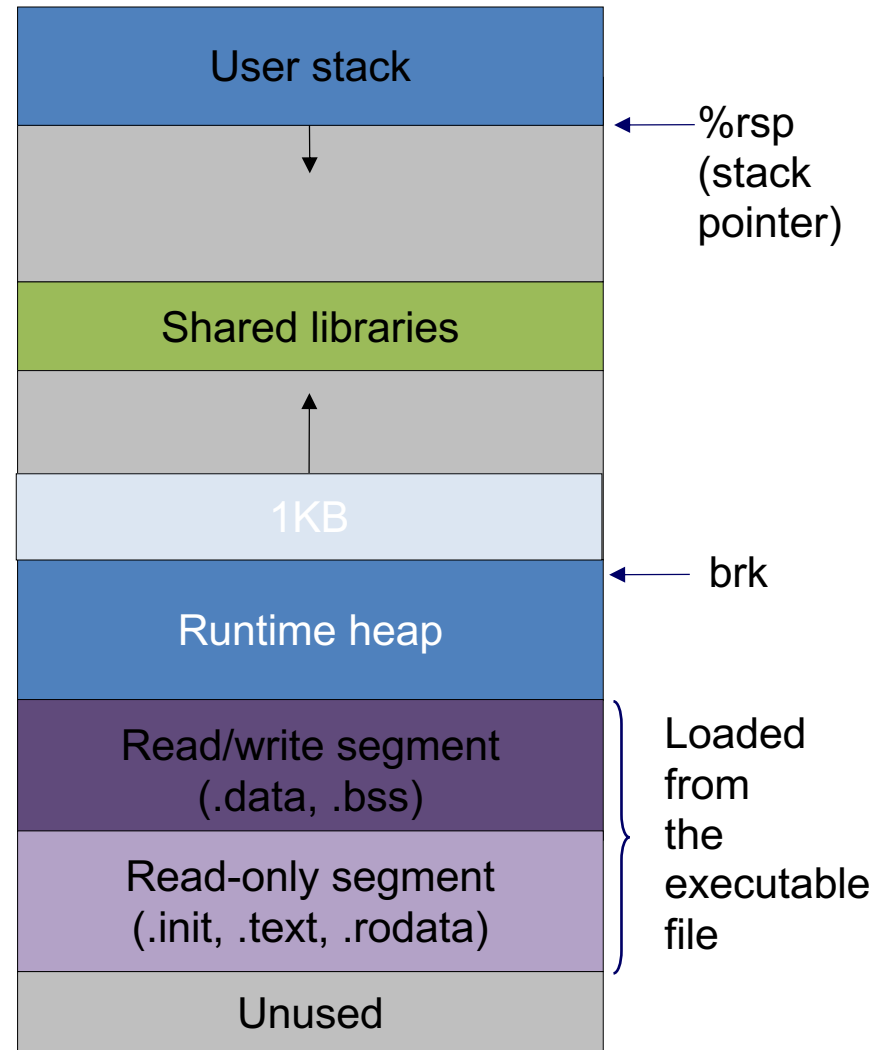 User stack
%rsp
(stack
pointer)
Shared libraries
1KB
brk
Runtime heap
Read/write segment
(.data, .bss)
Read-only segment
(.init, .text, .rodata)
Loaded
from
the
executable
file
Unused